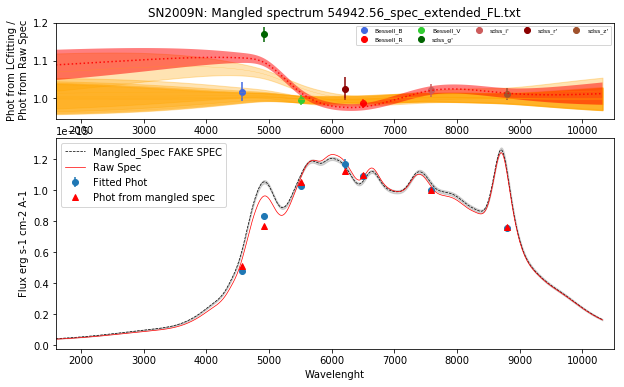 SN2009N: Mangled spectrum 54942.56_spec_extended_FL.txt
Phot from LCfitting /
Phot from Raw Spec
1.2
1.1
1.0
Bessell_B
Bessell_R
Bessell_V
sdss_g'
sdss_i'
sdss_r'
sdss_z'
2000 3000 4000 5000 6000 7000 8000 9000 10000
1e−15
Flux erg s-1 cm-2 A-1
1.2
1.0
0.8
0.6
0.4
0.2
0.0
Mangled_Spec FAKE SPEC
Raw Spec
Fitted Phot
Phot from mangled spec
2000 3000 4000 5000 6000 7000 8000 9000 10000
Wavelenght